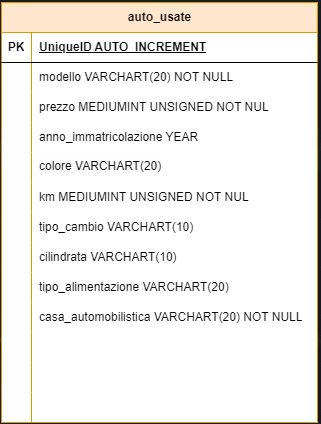 auto_usate
PK UniqueID AUTO_INCREMENT
modello VARCHART(20) NOT NULL
prezzo MEDIUMINT UNSIGNED NOT NUL
anno_immatricolazione YEAR
colore VARCHART(20)
km MEDIUMINT UNSIGNED NOT NUL
tipo_cambio VARCHART(10)
cilindrata VARCHART(10)
tipo_alimentazione VARCHART(20)
casa_automobilistica VARCHART(20) NOT NULL